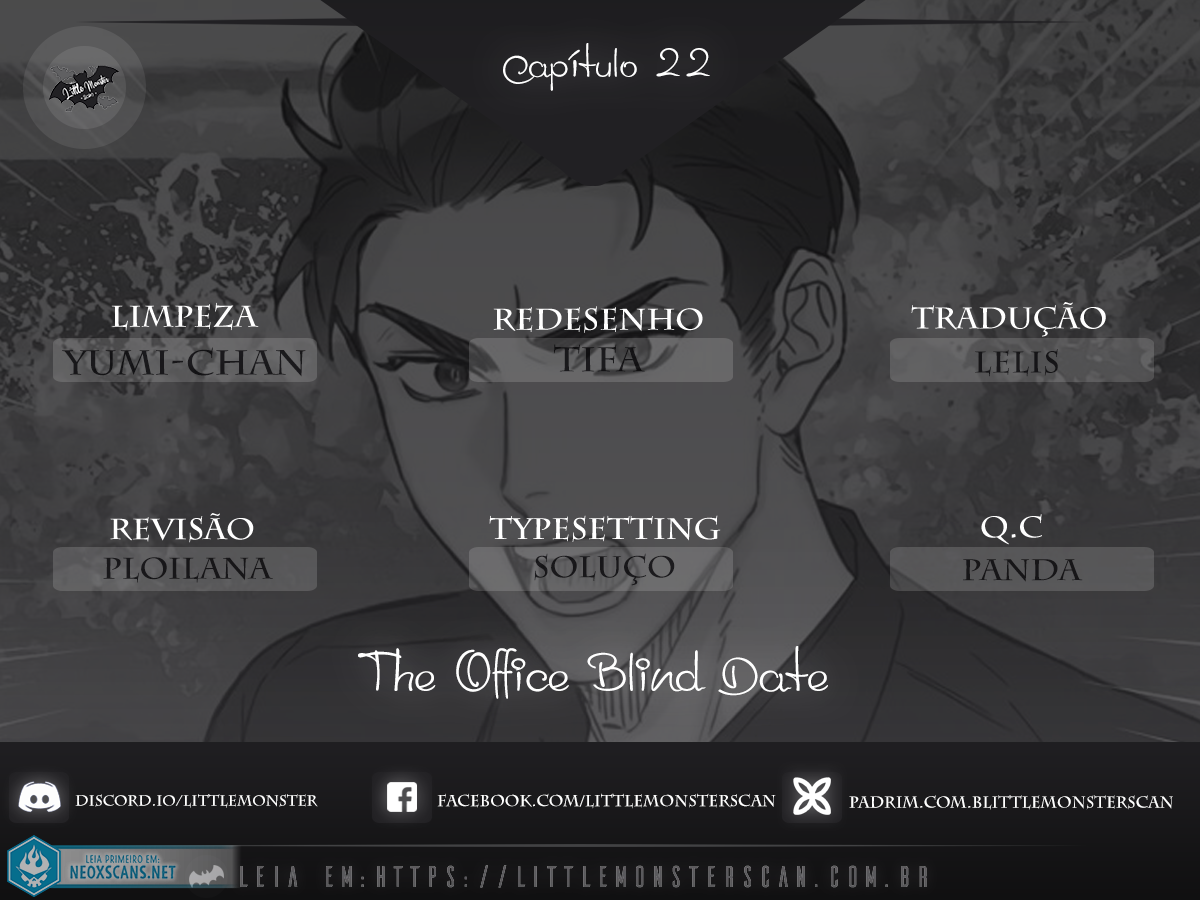 Capítulo 22
Little Monster
LIMPEZA
YUMI-CHAN
REDESENHO
TIFA
TRADUÇÃO
LELIS
REVISÃO
PLOILANA
TYPESETTING
SOLUÇO
Q.C
PANDA
The Office Blind Date
DISCORD.IO/LITTLEMONSTER
FACEBOOK.COM/LITTLEMONSTERSCAN
PADRIM.COM.BLITTLEMONSTERSCAN
LEIA PRIMEIRO EM:
NEOXSCANS.NET
LEIA EM:HTTPS://LITTLEMONSTERSCAN.COM.BR